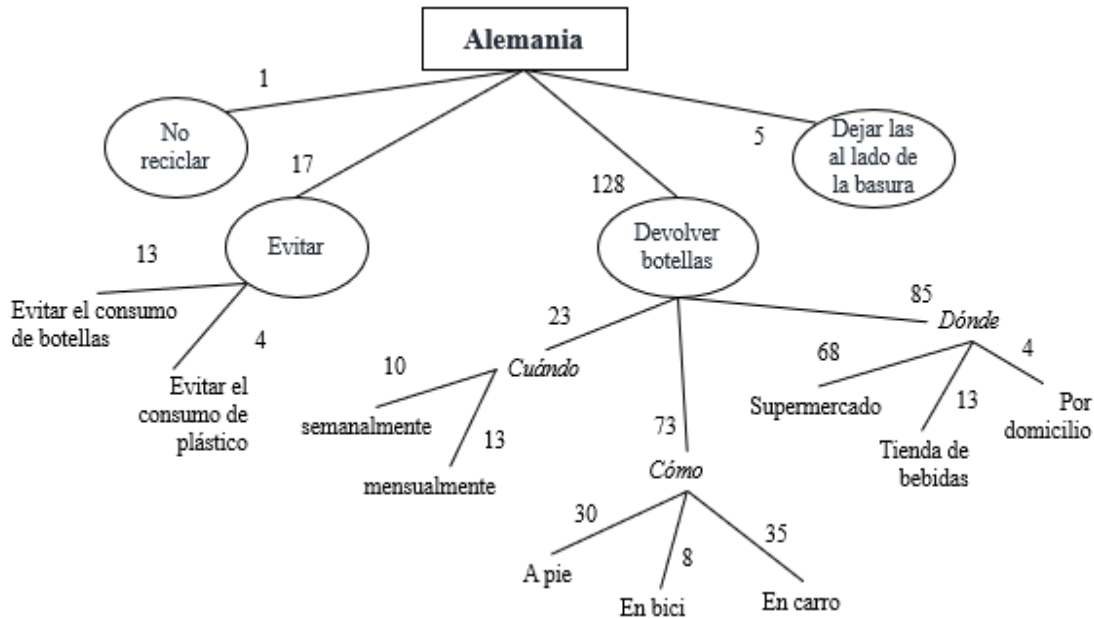 Alemania
1
No
reciclar
17
128
5
Dejar las
al lado de
la basura
Evitar
Devolver
botellas
13
Evitar el consumo
de botellas
4
Evitar el
consumo de
plástico
23
Cuándo
10
semanalmente
13
mensualmente
73
Cómo
30
A pie
8
En bici
35
En carro
85
Dónde
68
Supermercado
13
Tienda de
bebidas
4
Por
domicilio